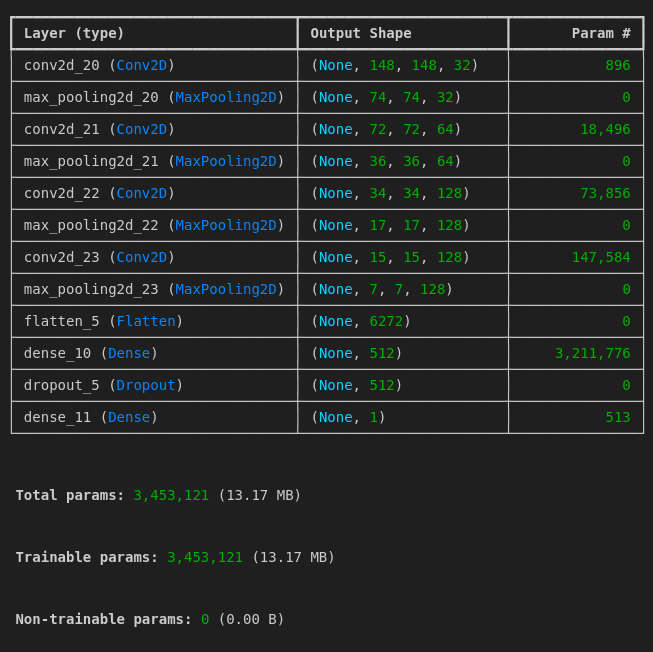 Layer (type) Output Shape Param #
conv2d_20 (Conv2D) (None, 148, 148, 32) 896
max_pooling2d_20 (MaxPooling2D) (None, 74, 74, 32) 0
conv2d_21 (Conv2D) (None, 72, 72, 64) 18,496
max_pooling2d_21 (MaxPooling2D) (None, 36, 36, 64) 0
conv2d_22 (Conv2D) (None, 34, 34, 128) 73,856
max_pooling2d_22 (MaxPooling2D) (None, 17, 17, 128) 0
conv2d_23 (Conv2D) (None, 15, 15, 128) 147,584
max_pooling2d_23 (MaxPooling2D) (None, 7, 7, 128) 0
flatten_5 (Flatten) (None, 6272) 0
dense_10 (Dense) (None, 512) 3,211,776
dropout_5 (Dropout) (None, 512) 0
dense_11 (Dense) (None, 1) 513
Total params: 3,453,121 (13.17 MB)
Trainable params: 3,453,121 (13.17 MB)
Non-trainable params: 0 (0.00 B)